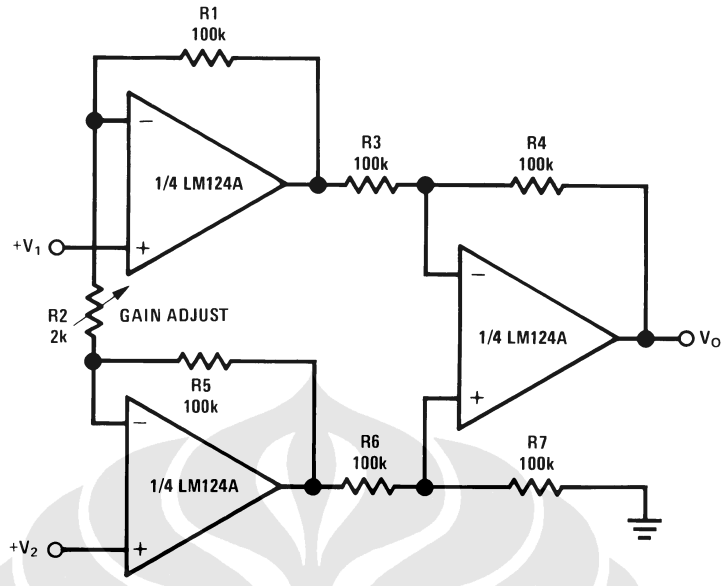 R1
100k
1/4 LM124A
+V1
R2
2k
GAIN ADJUST
R3
100k
R4
100k
1/4 LM124A
VO
R5
100k
1/4 LM124A
+V2
R6
100k
R7
100k